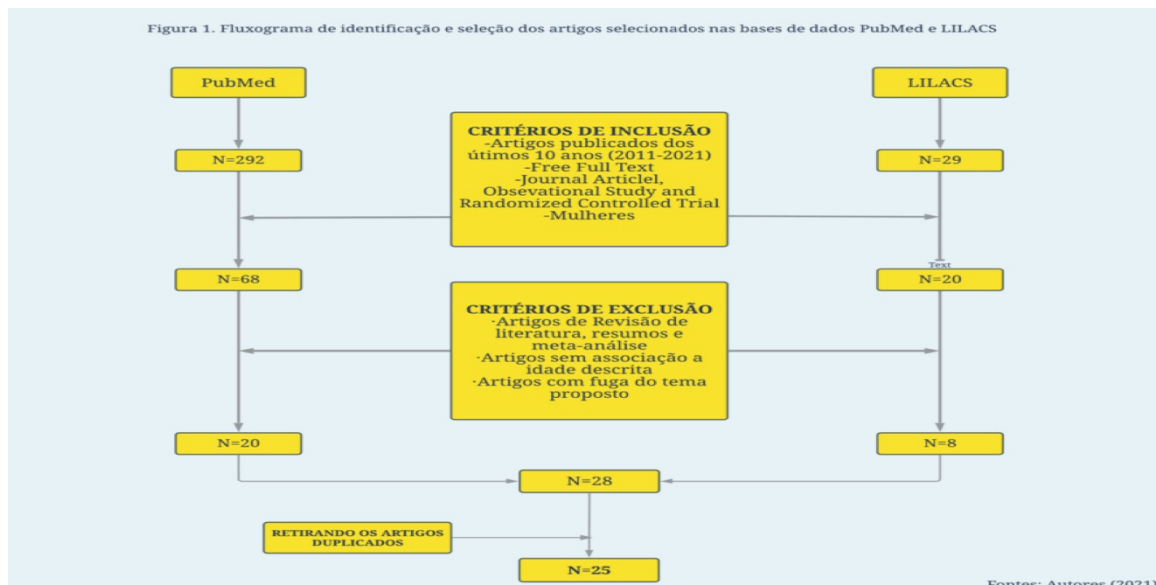 Figura 1. Fluxograma de identificação e seleção dos artigos selecionados nas bases de dados PubMed e LILACS
PubMed
LILACS
CRITÉRIOS DE INCLUSÃO
-Artigos publicados dos
útimos 10 anos (2011-2021)
-Free Full Text
-Journal Articlel,
Obsevational Study and
Randomized Controlled Trial
-Mulheres
N=292
N=29
Text
N=68
N=20
CRITÉRIOS DE EXCLUSÃO
·Artigos de Revisão de
literatura, resumos e
meta-análise
·Artigos sem associação a
idade descrita
·Artigos com fuga do tema
proposto
N=20
N=8
N=28
RETIRANDO OS ARTIGOS
DUPLICADOS
N=25
Fontes: Autores (2021)